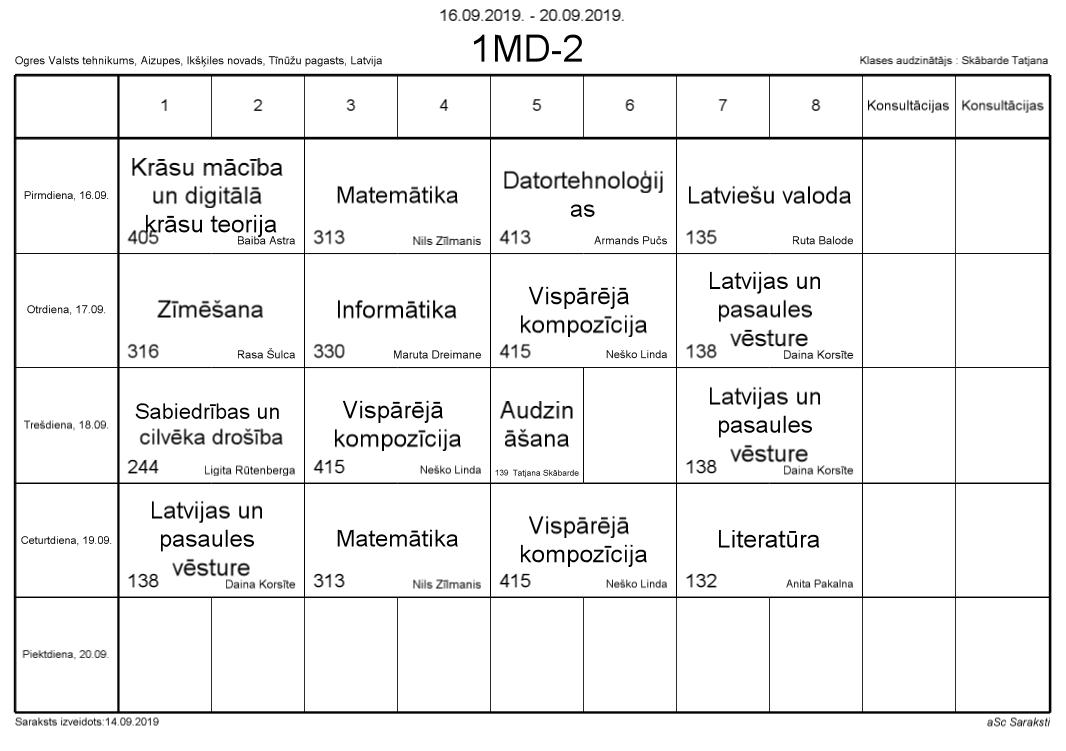 16.09.2019. - 20.09.2019.
1MD-2
Ogres Valsts tehnikums, Aizupes, Ikšķiles novads, Tīnūžu pagasts, Latvija
Klases audzinātājs : Skābarde Tatjana
1 2 3 4 5 6 7 8 Konsultācijas Konsultācijas
Pirmdiena, 16.09.
Krāsu mācība
un digitālā
krāsu teorija
405 Baiba Astra
Matemātika
313 Nils Zīlmanis
Datortehnoloģij
as
413 Armands Pučs
Latviešu valoda
135 Ruta Balode
Otrdiena, 17.09.
Zīmēšana
316 Rasa Šulca
Informātika
330 Maruta Dreimane
Vispārējā
kompozīcija
415 Neško Linda
Latvijas un
pasaules
vēsture
138 Daina Korsīte
Trešdiena, 18.09.
Sabiedrības un
cilvēka drošība
244 Ligita Rūtenberga
Vispārējā
kompozīcija
415 Neško Linda
Audzin
āšana
139 Tatjana Skābarde
Latvijas un
pasaules
vēsture
138 Daina Korsīte
Ceturtdiena, 19.09.
Latvijas un
pasaules
vēsture
138 Daina Korsīte
Matemātika
313 Nils Zīlmanis
Vispārējā
kompozīcija
415 Neško Linda
Literatūra
132 Anita Pakalna
Piektdiena, 20.09.
Saraksts izveidots:14.09.2019
aSc Saraksti